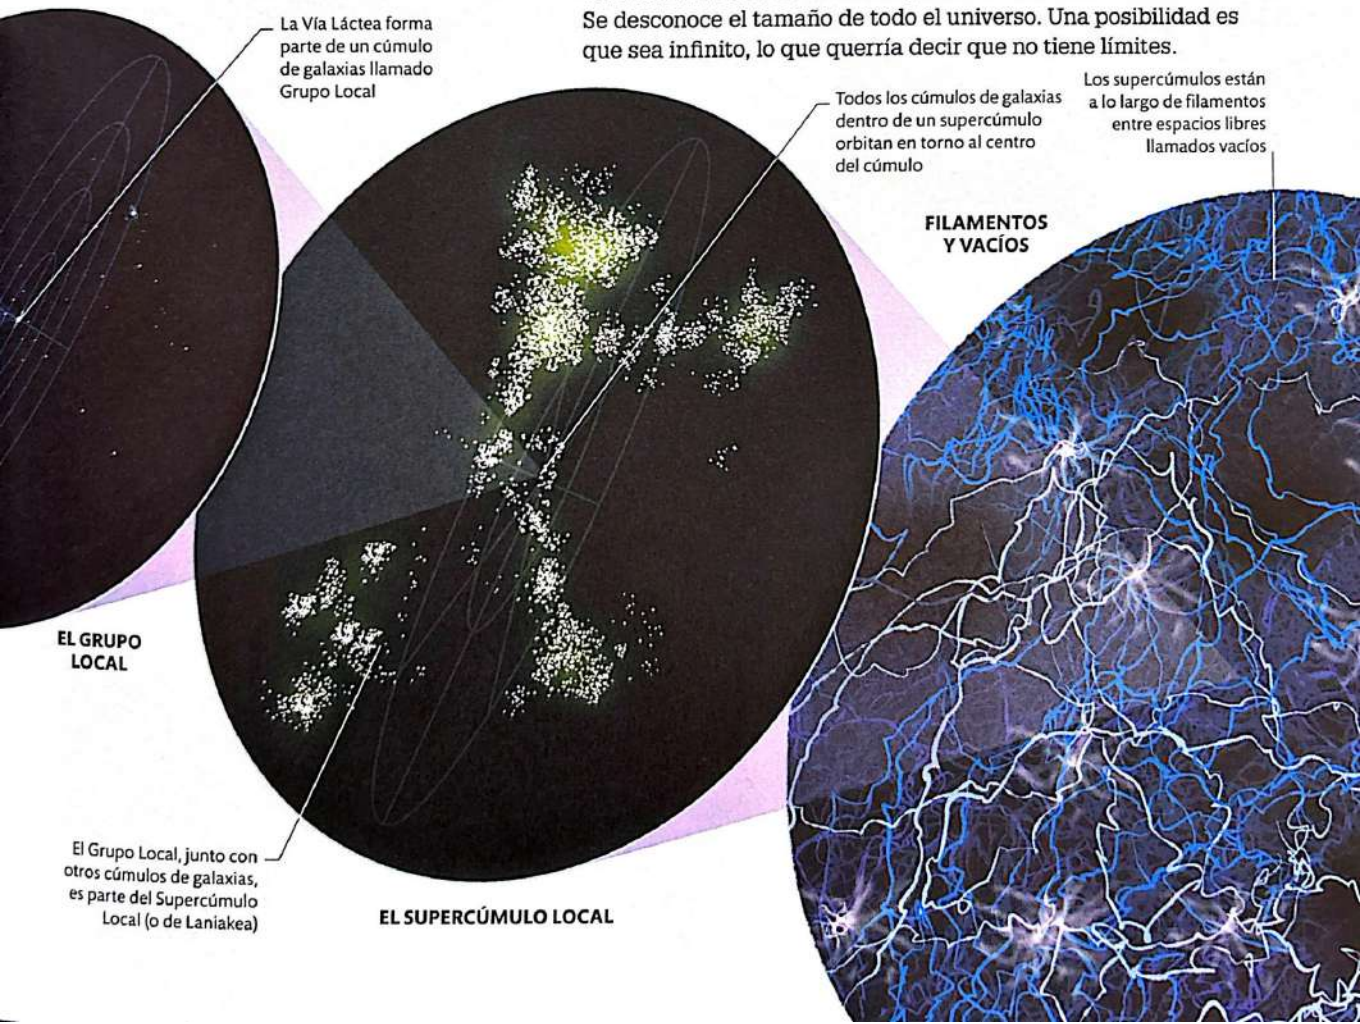 Se desconoce el tamaño de todo el universo. Una posibilidad es
que sea infinito, lo que querría decir que no tiene límites.
La Vía Láctea forma
parte de un cúmulo
de galaxias llamado
Grupo Local
Todos los cúmulos de galaxias
dentro de un supercúmulo
orbitan en torno al centro
del cúmulo
Los supercúmulos están
a lo largo de filamentos
entre espacios libres
llamados vacíos
FILAMENTOS
Y VACÍOS
EL GRUPO
LOCAL
El Grupo Local, junto con
otros cúmulos de galaxias,
es parte del Supercúmulo
Local (o de Laniakea)
EL SUPERCÚMULO LOCAL